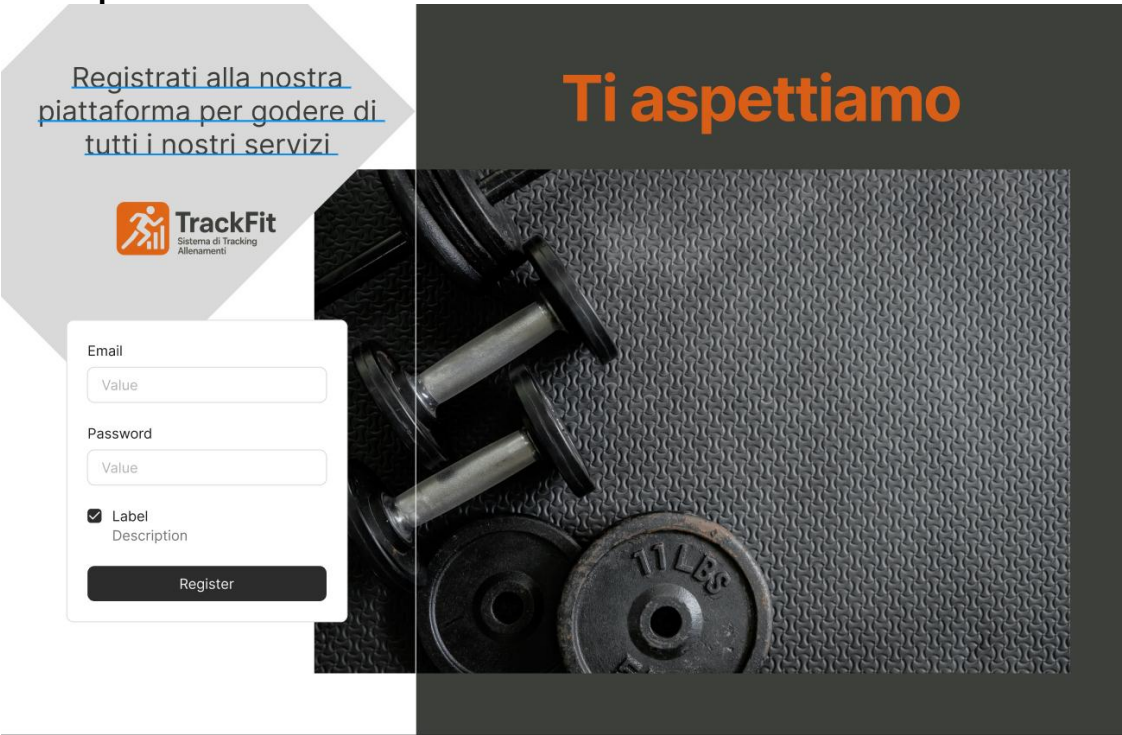 Registrati alla nostra
piattaforma per godere di
tutti i nostri servizi
TrackFit
Sistema di Tracking
Allenamenti
Email
Value
Password
Value
Label
Description
Register
Ti aspettiamo
11 LBS